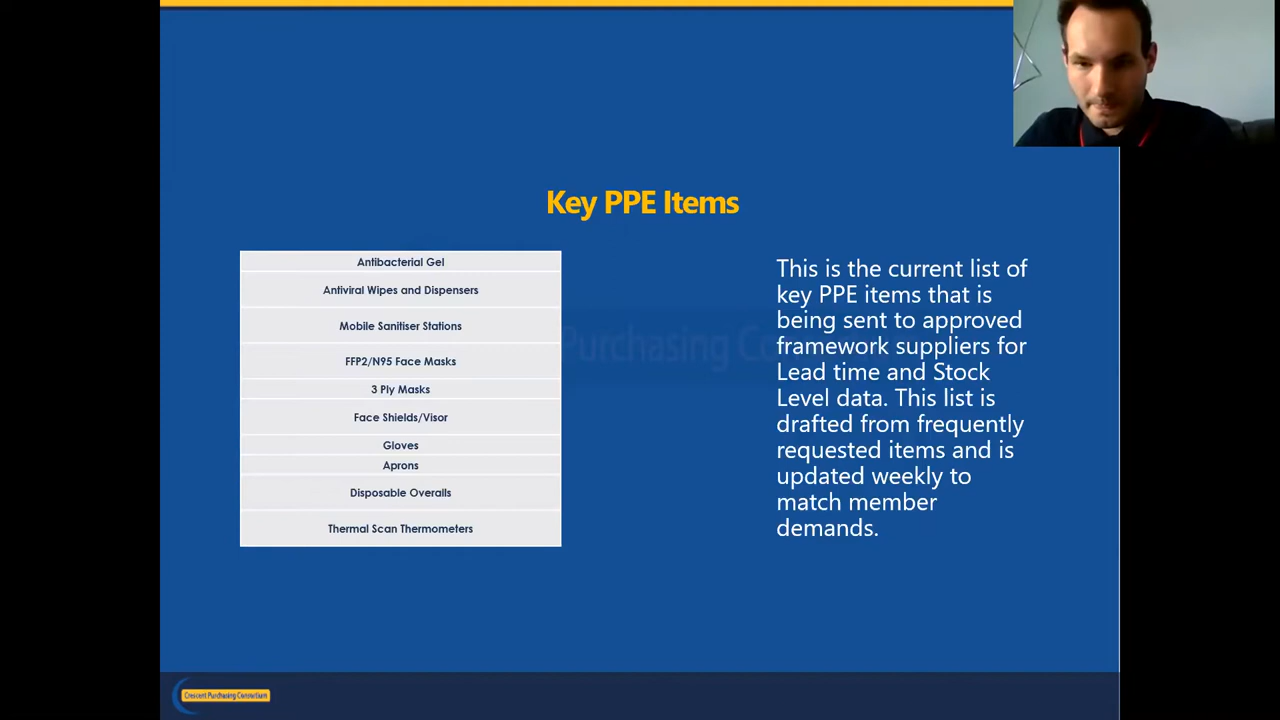 Key PPE Items
Antibacterial Gel
Antiviral Wipes and Dispensers
Mobile Sanitiser Stations
FFP2/N95 Face Masks
3 Ply Masks
Face Shields/Visor
Gloves
Aprons
Disposable Overalls
Thermal Scan Thermometers
This is the current list of
key PPE items that is
being sent to approved
framework suppliers for
Lead time and Stock
Level data. This list is
drafted from frequently
requested items and is
updated weekly to
match member
demands.
Purchasing Co
Crescent Purchasing Consortium